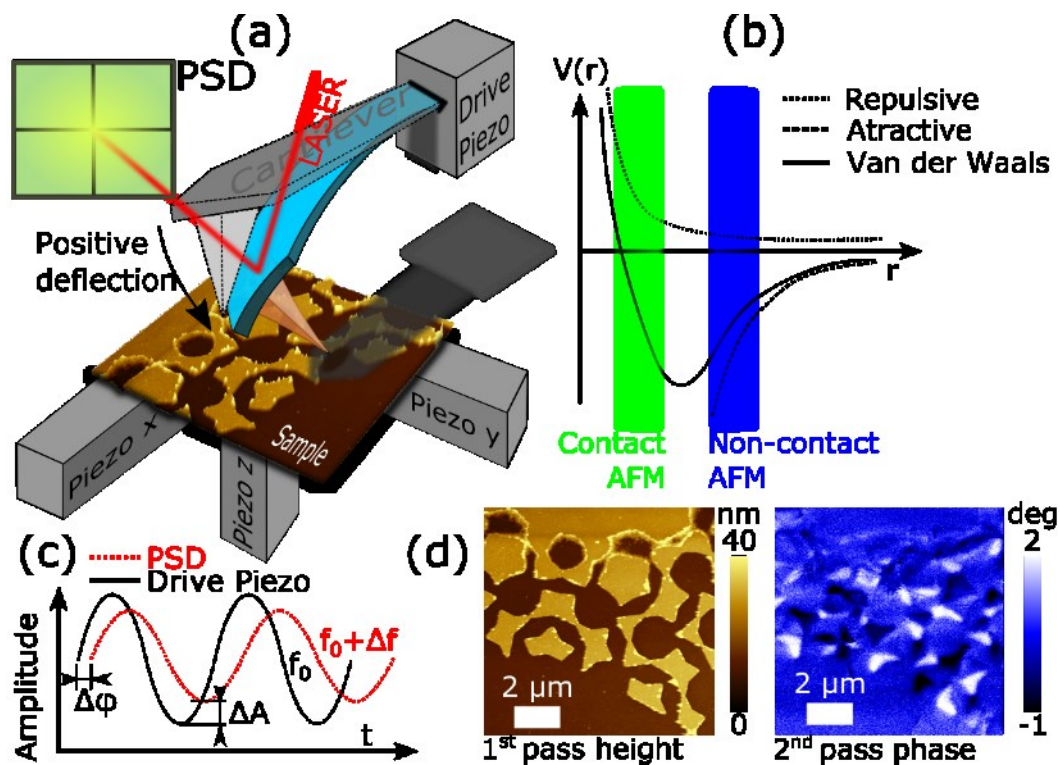 (a)
PSD
LASER
Cantilever
Drive
Piezo
Positive
deflection
Piezo x
Piezo z
Piezo y
Sample
(b)
V(r)
Repulsive
Atractive
Van der Waals
r
Contact
AFM
Non-contact
AFM
(c)
PSD
Drive Piezo
Amplitude
f₀+Δf
f₀
Δφ
ΔA
t
(d)
nm
40
0
2 μm
1st pass height
deg
2
-1
2 μm
2nd pass phase